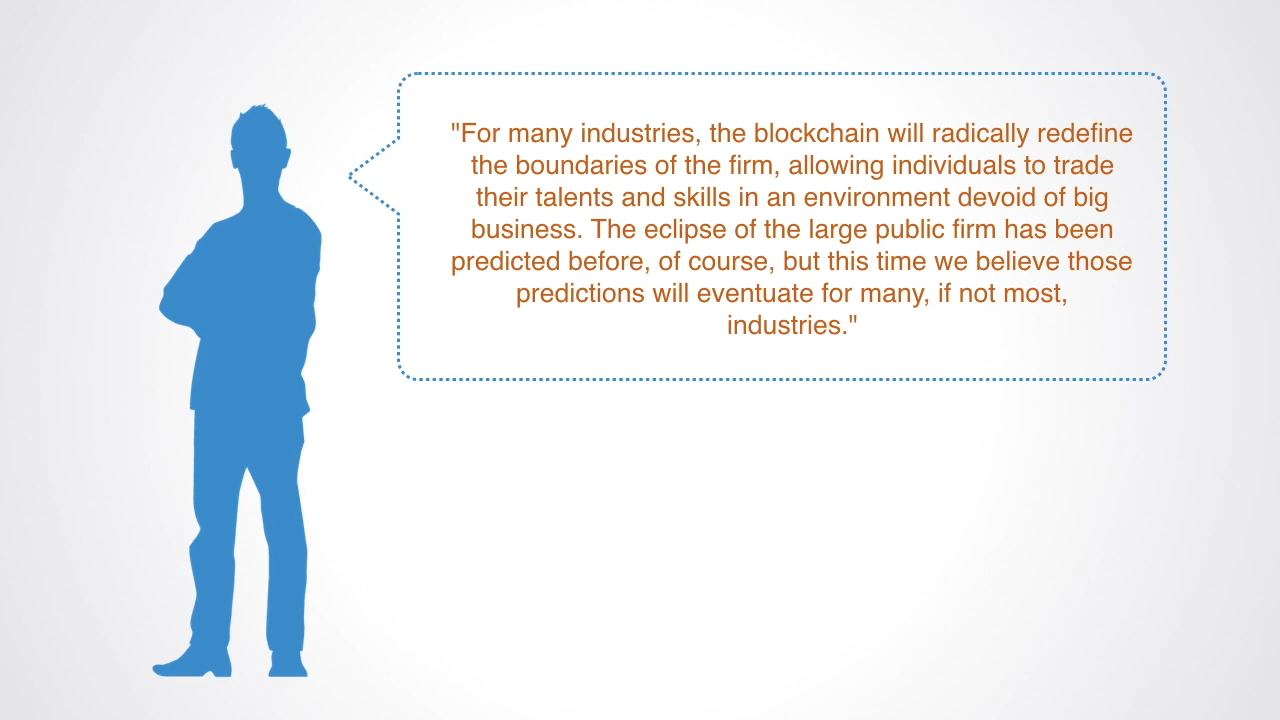 "For many industries, the blockchain will radically redefine
the boundaries of the firm, allowing individuals to trade
their talents and skills in an environment devoid of big
business. The eclipse of the large public firm has been
predicted before, of course, but this time we believe those
predictions will eventuate for many, if not most,
industries."